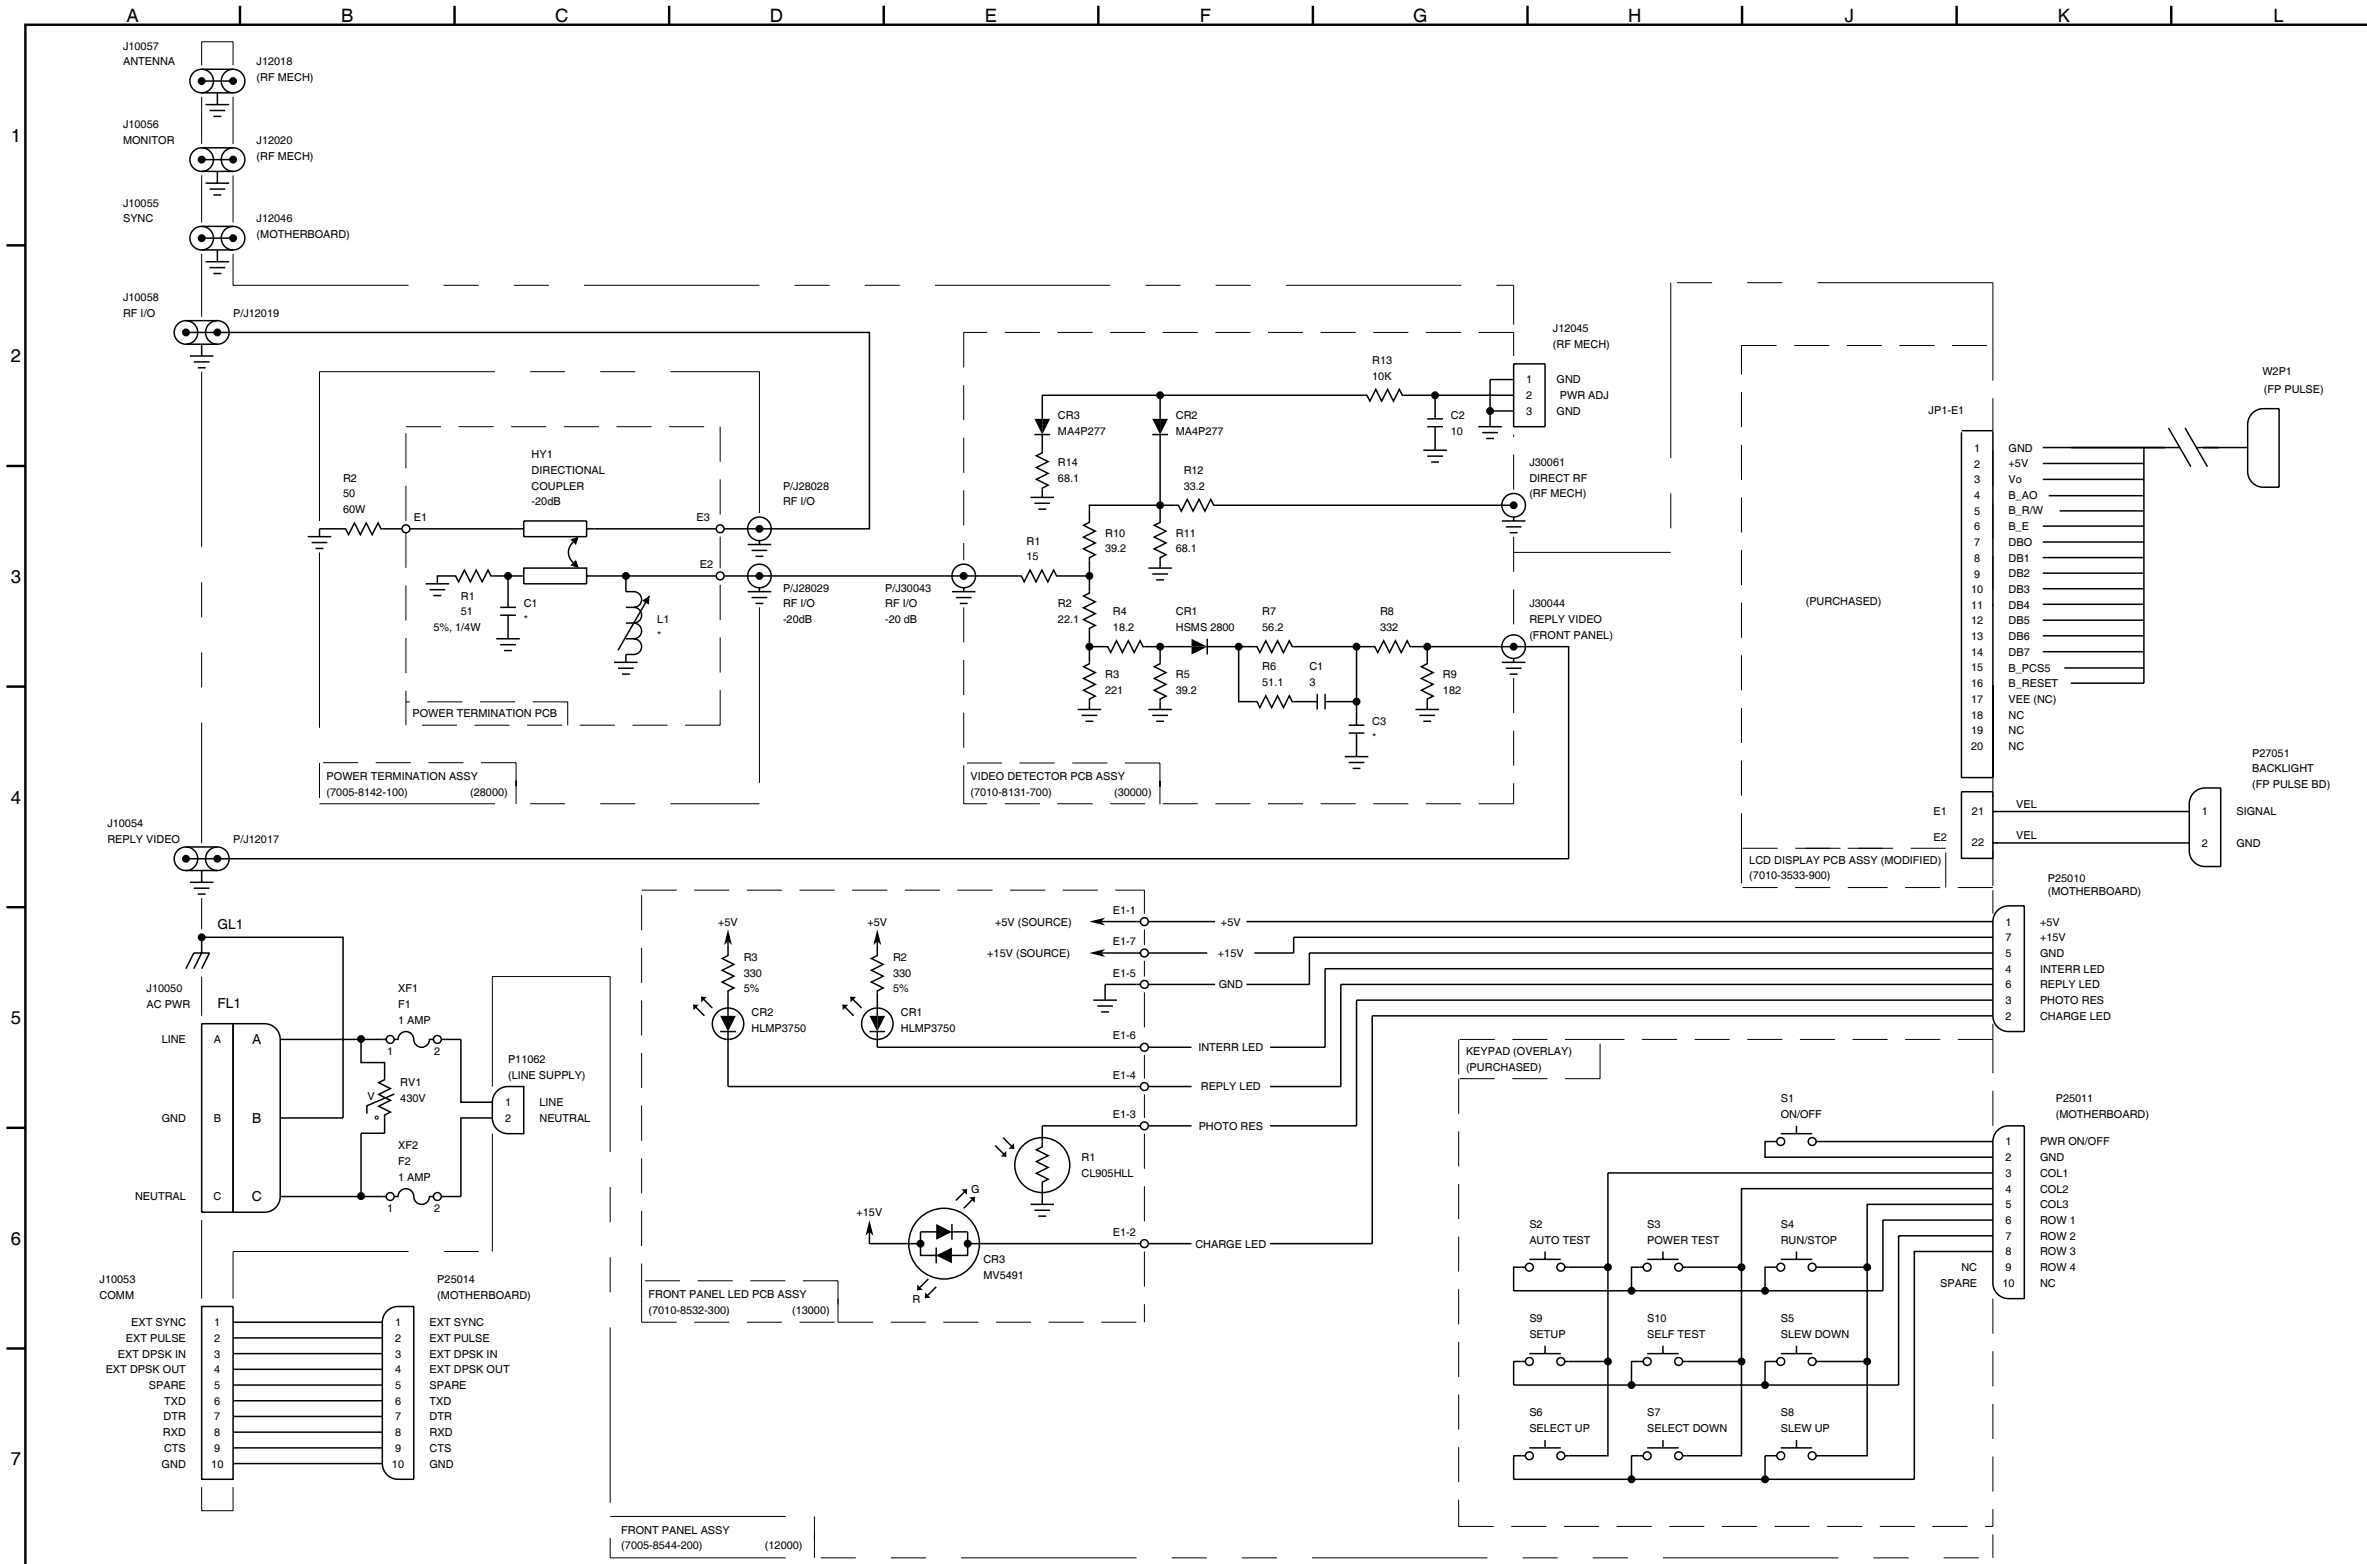 A B C D E F G H J K L
1
2
3
4
5
6
7
J10057
ANTENNA
J12018
(RF MECH)
J10056
MONITOR
J12020
(RF MECH)
J10055
SYNC
J12046
(MOTHERBOARD)
J10058
RF I/O
P/J12019
R2
50
60W
E1
HY1
DIRECTIONAL
COUPLER
-20dB
E3
E2
R1
51
5%, 1/4W
C1
*
L1
*
POWER TERMINATION PCB
POWER TERMINATION ASSY
(7005-8142-100) (28000)
P/J28028
RF I/O
P/J28029
RF I/O
-20dB
P/J30043
RF I/O
-20 dB
R1
15
CR3
MA4P277
R14
68.1
CR2
MA4P277
R12
33.2
R13
10K
C2
10
R10
39.2
R11
68.1
R2
22.1
R4
18.2
CR1
HSMS 2800
R7
56.2
R8
332
R3
221
R5
39.2
R6
51.1
C1
3
R9
182
C3
*
VIDEO DETECTOR PCB ASSY
(7010-8131-700) (30000)
J12045
(RF MECH)
1 GND
2 PWR ADJ
3 GND
J30061
DIRECT RF
(RF MECH)
J30044
REPLY VIDEO
(FRONT PANEL)
(PURCHASED)
JP1-E1
1 GND
2 +5V
3 Vo
4 B_AO
5 B_R/W
6 B_E
7 DBO
8 DB1
9 DB2
10 DB3
11 DB4
12 DB5
13 DB6
14 DB7
15 B_PCS5
16 B_RESET
17 VEE (NC)
18 NC
19 NC
20 NC
W2P1
(FP PULSE)
E1 21 VEL
E2 22 VEL
LCD DISPLAY PCB ASSY (MODIFIED)
(7010-3533-900)
P27051
BACKLIGHT
(FP PULSE BD)
1 SIGNAL
2 GND
J10054
REPLY VIDEO
P/J12017
GL1
J10050
AC PWR
FL1
LINE A A
GND B B
NEUTRAL C C
XF1
F1
1 AMP
1 2
RV1
430V
V
XF2
F2
1 AMP
1 2
P11062
(LINE SUPPLY)
1 LINE
2 NEUTRAL
J10053
COMM
P25014
(MOTHERBOARD)
EXT SYNC 1 1 EXT SYNC
EXT PULSE 2 2 EXT PULSE
EXT DPSK IN 3 3 EXT DPSK IN
EXT DPSK OUT 4 4 EXT DPSK OUT
SPARE 5 5 SPARE
TXD 6 6 TXD
DTR 7 7 DTR
RXD 8 8 RXD
CTS 9 9 CTS
GND 10 10 GND
+5V
R3
330
5%
CR2
HLMP3750
+5V
R2
330
5%
CR1
HLMP3750
+5V (SOURCE) E1-1 +5V
+15V (SOURCE) E1-7 +15V
E1-5 GND
E1-6 INTERR LED
E1-4 REPLY LED
E1-3 PHOTO RES
R1
CL905HLL
+15V
G
R
CR3
MV5491
E1-2 CHARGE LED
FRONT PANEL LED PCB ASSY
(7010-8532-300) (13000)
FRONT PANEL ASSY
(7005-8544-200) (12000)
P25010
(MOTHERBOARD)
1 +5V
7 +15V
5 GND
4 INTERR LED
6 REPLY LED
3 PHOTO RES
2 CHARGE LED
KEYPAD (OVERLAY)
(PURCHASED)
P25011
(MOTHERBOARD)
1 PWR ON/OFF
2 GND
3 COL1
4 COL2
5 COL3
6 ROW 1
7 ROW 2
8 ROW 3
NC 9 ROW 4
SPARE 10 NC
S1
ON/OFF
S2
AUTO TEST
S3
POWER TEST
S4
RUN/STOP
S9
SETUP
S10
SELF TEST
S5
SLEW DOWN
S6
SELECT UP
S7
SELECT DOWN
S8
SLEW UP